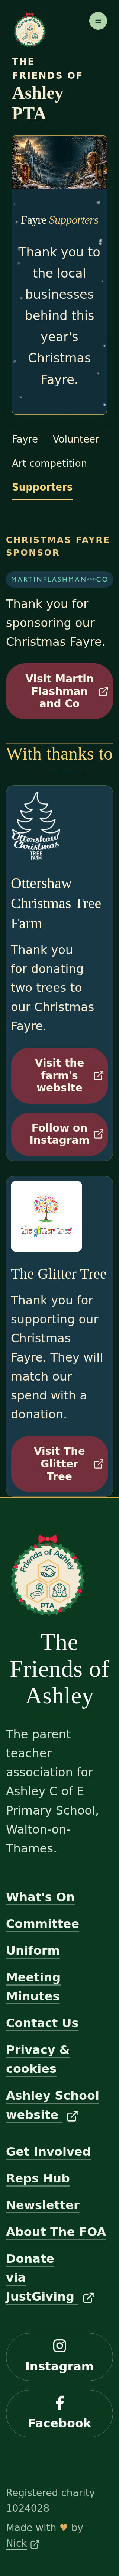 THE
FRIENDS OF
Ashley
PTA
Fayre Supporters
Thank you to
the local
businesses
behind this
year's
Christmas
Fayre.
Fayre Volunteer
Art competition
Supporters
CHRISTMAS FAYRE
SPONSOR
MARTINFLASHMAN AND CO
Thank you for
sponsoring our
Christmas Fayre.
Visit Martin
Flashman
and Co
With thanks to
Ottershaw
Christmas
TREE
FARM
Ottershaw
Christmas Tree
Farm
Thank you
for donating
two trees to
our Christmas
Fayre.
Visit the
farm's
website
Follow on
Instagram
the glitter tree
The Glitter Tree
Thank you for
supporting our
Christmas
Fayre. They will
match our
spend with a
donation.
Visit The
Glitter
Tree
Friends of Ashley
PTA
The
Friends of
Ashley
The parent
teacher
association for
Ashley C of E
Primary School,
Walton-on-
Thames.
What's On
Committee
Uniform
Meeting
Minutes
Contact Us
Privacy &
cookies
Ashley School
website
Get Involved
Reps Hub
Newsletter
About The FOA
Donate
via
JustGiving
Instagram
Facebook
Registered charity
1024028
Made with ♥ by
Nick